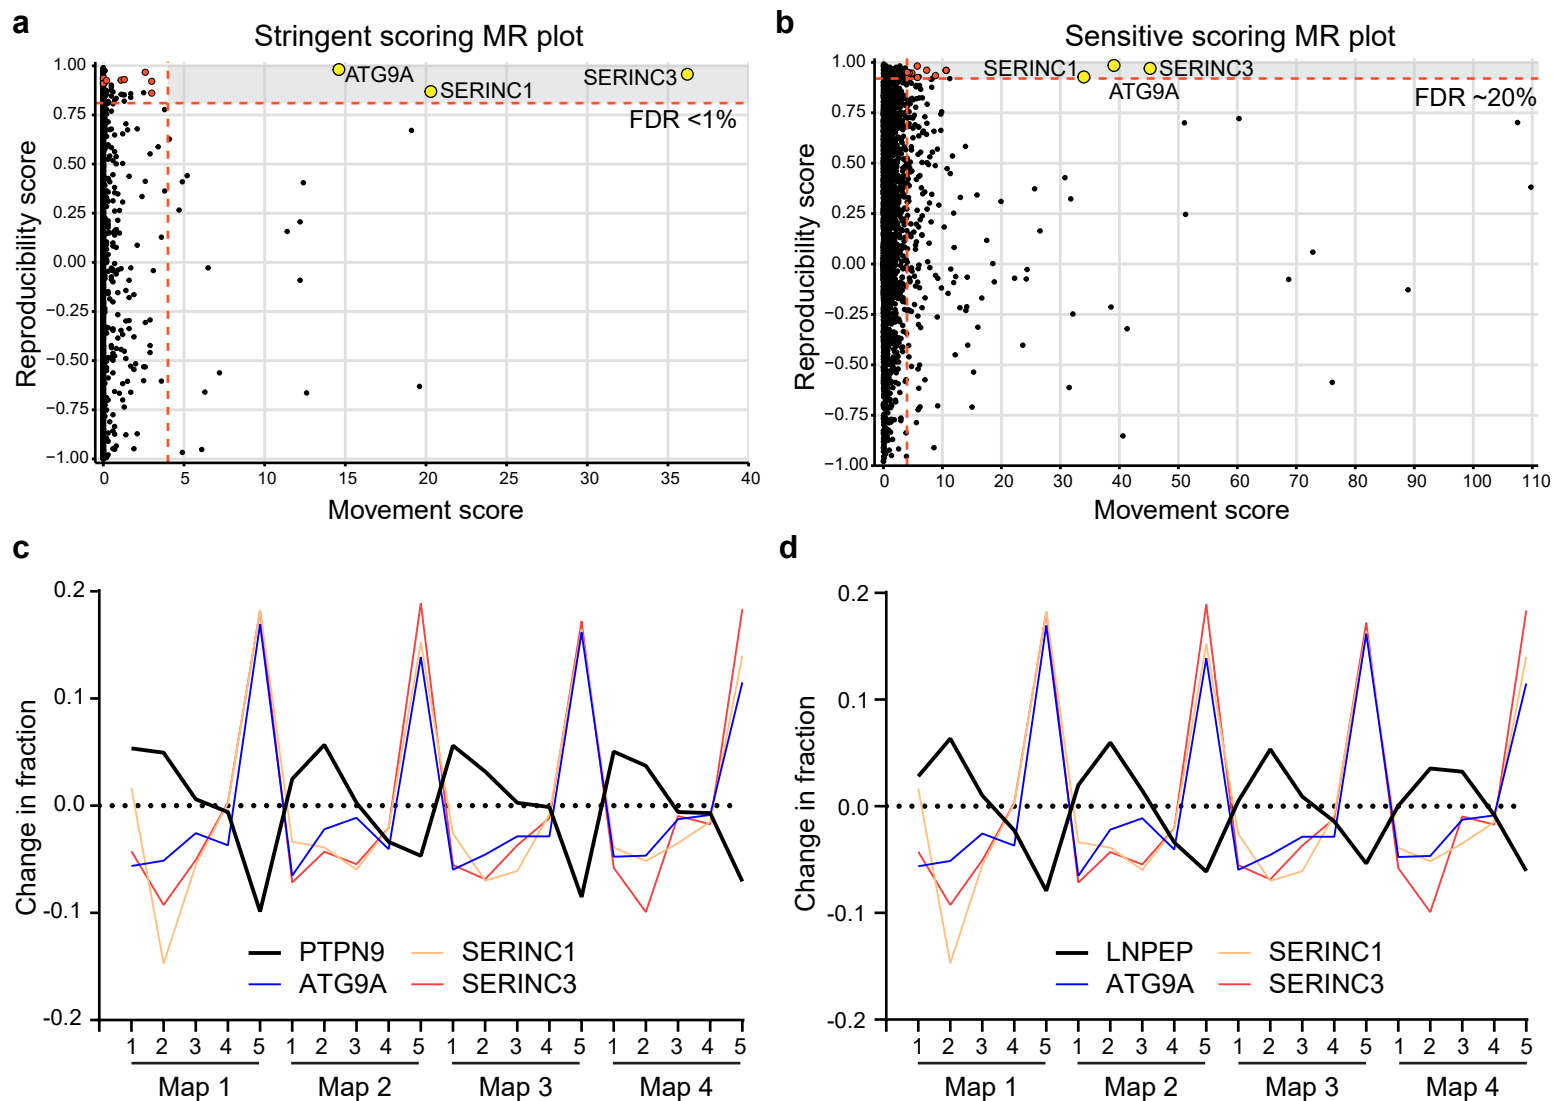 a
Stringent scoring MR plot
1.00
0.75
0.50
0.25
0.00
−0.25
−0.50
−0.75
−1.00
Reproducibility score
ATG9A
SERINC1
SERINC3
FDR <1%
0 5 10 15 20 25 30 35 40
Movement score
b
Sensitive scoring MR plot
1.00
0.75
0.50
0.25
0.00
−0.25
−0.50
−0.75
−1.00
Reproducibility score
SERINC1
SERINC3
ATG9A
FDR ~20%
0 10 20 30 40 50 60 70 80 90 100 110
Movement score
c
0.2
0.1
0.0
-0.1
-0.2
Change in fraction
PTPN9 SERINC1
ATG9A SERINC3
1 2 3 4 5 1 2 3 4 5 1 2 3 4 5 1 2 3 4 5
Map 1 Map 2 Map 3 Map 4
d
0.2
0.1
0.0
-0.1
-0.2
Change in fraction
LNPEP SERINC1
ATG9A SERINC3
1 2 3 4 5 1 2 3 4 5 1 2 3 4 5 1 2 3 4 5
Map 1 Map 2 Map 3 Map 4